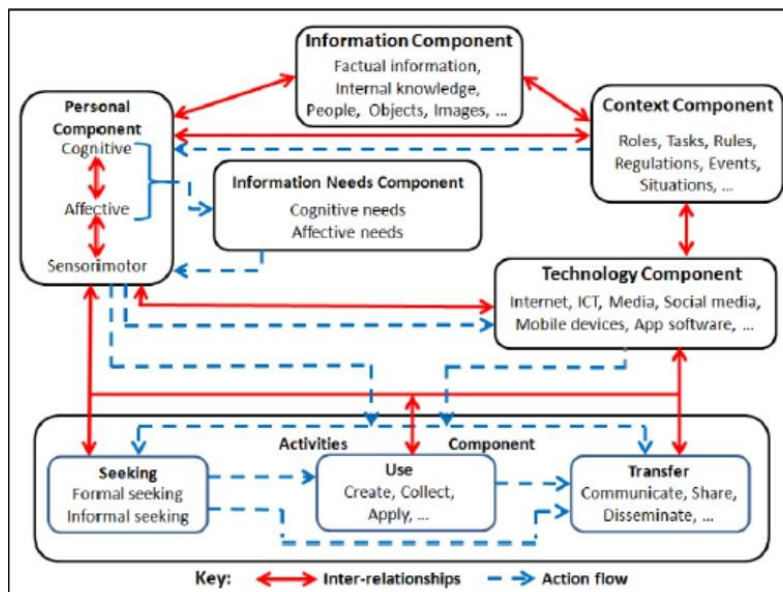 Information Component
Factual information,
Internal knowledge,
People, Objects, Images, ...
Personal
Component
Cognitive
Affective
Sensorimotor
Context Component
Roles, Tasks, Rules,
Regulations, Events,
Situations, ...
Information Needs Component
Cognitive needs
Affective needs
Technology Component
Internet, ICT, Media, Social media,
Mobile devices, App software, ...
Activities Component
Seeking
Formal seeking
Informal seeking
Use
Create, Collect,
Apply, ...
Transfer
Communicate, Share,
Disseminate, ...
Key: Inter-relationships Action flow